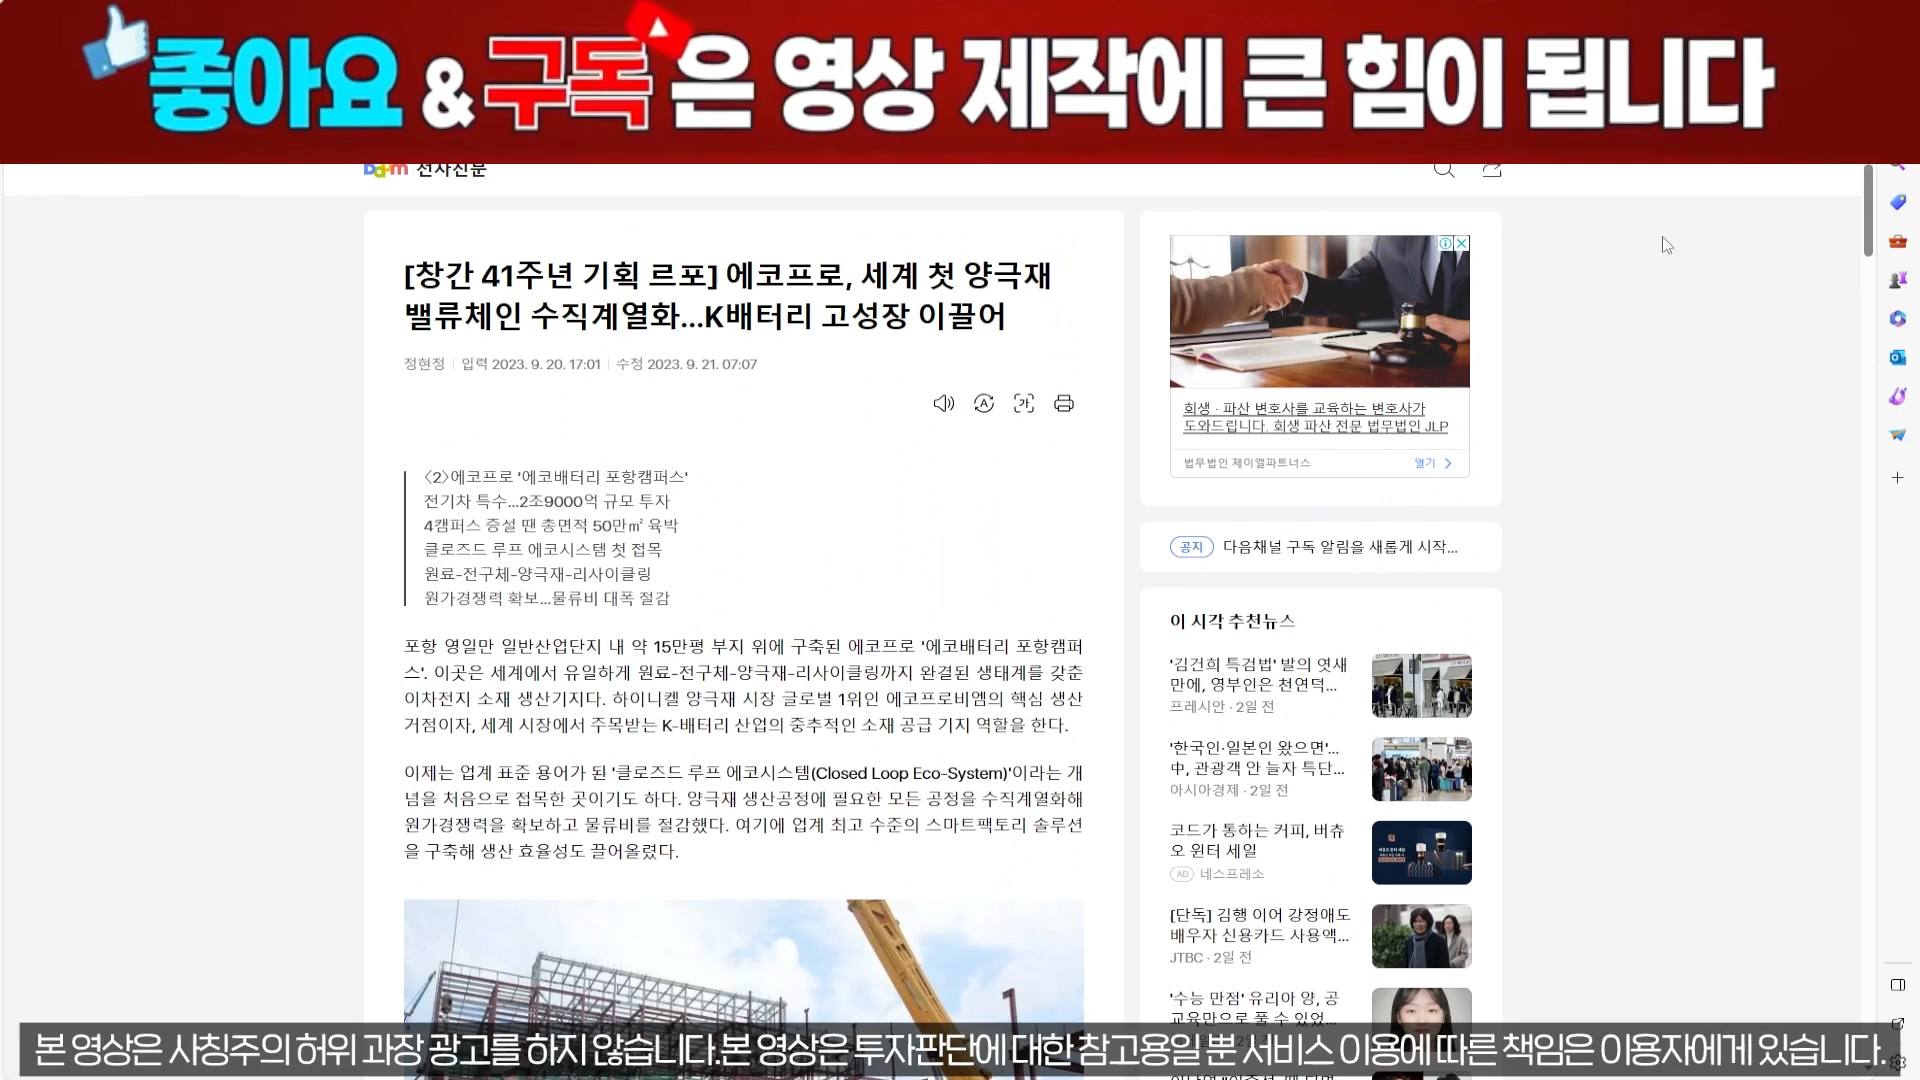 좋아요 & 구독은 영상 제작에 큰 힘이 됩니다
전자신문
[창간 41주년 기획 르포] 에코프로, 세계 첫 양극재
밸류체인 수직계열화...K배터리 고성장 이끌어
정현정 입력 2023. 9. 20. 17:01 수정 2023. 9. 21. 07:07
<2>에코프로 '에코배터리 포항캠퍼스'
전기차 특수...2조9000억 규모 투자
4캠퍼스 증설 땐 총면적 50만㎡ 육박
클로즈드 루프 에코시스템 첫 접목
원료-전구체-양극재-리사이클링
원가경쟁력 확보...물류비 대폭 절감
포항 영일만 일반산업단지 내 약 15만평 부지 위에 구축된 에코프로 '에코배터리 포항캠퍼
스'. 이곳은 세계에서 유일하게 원료-전구체-양극재-리사이클링까지 완결된 생태계를 갖춘
이차전지 소재 생산기지다. 하이니켈 양극재 시장 글로벌 1위인 에코프로비엠의 핵심 생산
거점이자, 세계 시장에서 주목받는 K-배터리 산업의 중추적인 소재 공급 기지 역할을 한다.
이제는 업계 표준 용어가 된 '클로즈드 루프 에코시스템(Closed Loop Eco-System)'이라는 개
념을 처음으로 접목한 곳이기도 하다. 양극재 생산공정에 필요한 모든 공정을 수직계열화해
원가경쟁력을 확보하고 물류비를 절감했다. 여기에 업계 최고 수준의 스마트팩토리 솔루션
을 구축해 생산 효율성도 끌어올렸다.
회생 · 파산 변호사를 교육하는 변호사가
도와드립니다. 회생 파산 전문 법무법인 JLP
법무법인 제이엘파트너스 열기
공지 다음채널 구독 알림을 새롭게 시작...
이 시각 추천뉴스
'김건희 특검법' 발의 엿새
만에, 영부인은 천연덕...
프레시안 · 2일 전
'한국인·일본인 왔으면'...
中, 관광객 안 늘자 특단...
아시아경제 · 2일 전
코드가 통하는 커피, 버츄
오 윈터 세일
AD 네스프레소
[단독] 김행 이어 강정애도
배우자 신용카드 사용액...
JTBC · 2일 전
'수능 만점' 유리아 양, 공
교육만으로 풀 수 있었...
본 영상은 사칭주의 허위 과장 광고를 하지 않습니다.본 영상은 투자판단에 대한 참고용일 뿐 서비스 이용에 따른 책임은 이용자에게 있습니다.